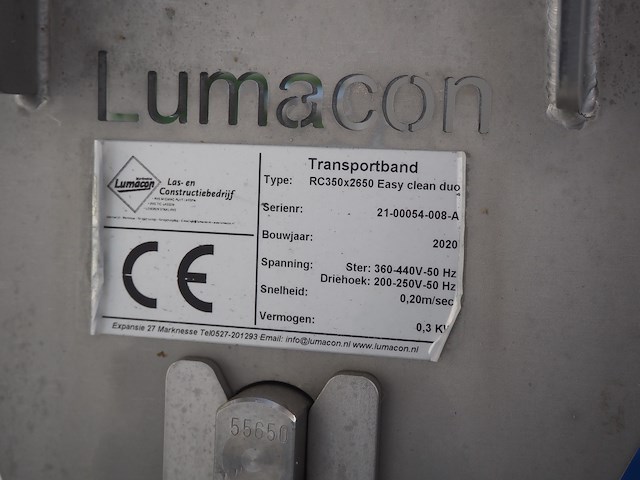 Lumacon
Lumacon
Las- en
Constructiebedrijf
Transportband
Type: RC350x2650 Easy clean duo
Serienr: 21-00054-008-A
Bouwjaar: 2020
Spanning: Ster: 360-440V-50 Hz
Driehoek: 200-250V-50 Hz
Snelheid: 0,20m/sec
Vermogen: 0,3 K
CE
Expansie 27 Marknesse Tel0527-201293 Email: info@lumacon.nl www.lumacon.nl
55650